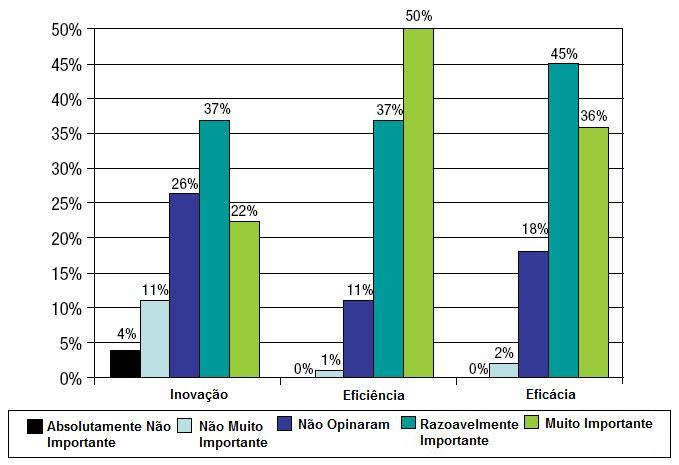 50%
50%
45%
45%
40%
37%
37%
36%
35%
30%
26%
25%
22%
20%
18%
15%
11%
11%
10%
5%
4%
2%
1%
0%
0%
0%
Inovação
Eficiência
Eficácia
Absolutamente Não
Importante
Não Muito
Importante
Não Opinaram
Razoavelmente
Importante
Muito Importante